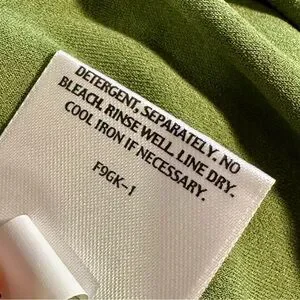 DETERGENT, SEPARATELY. NO
BLEACH. RINSE WELL. LINE DRY.
COOL IRON IF NECESSARY.
F9GK-1